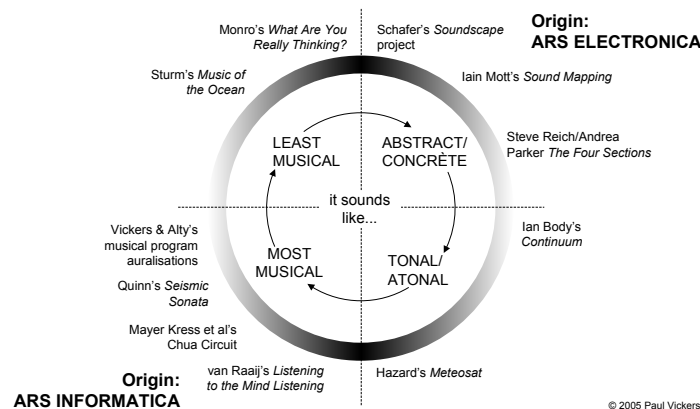 Monro's What Are You
Really Thinking?
Schafer's Soundscape
project
Origin:
ARS ELECTRONICA
Sturm's Music of
the Ocean
Iain Mott's Sound Mapping
LEAST
MUSICAL
ABSTRACT/
CONCRÈTE
Steve Reich/Andrea
Parker The Four Sections
it sounds
like...
Vickers & Alty's
musical program
auralisations
Ian Body's
Continuum
MOST
MUSICAL
TONAL/
ATONAL
Quinn's Seismic
Sonata
Mayer Kress et al's
Chua Circuit
van Raaij's Listening
to the Mind Listening
Hazard's Meteosat
Origin:
ARS INFORMATICA
© 2005 Paul Vickers